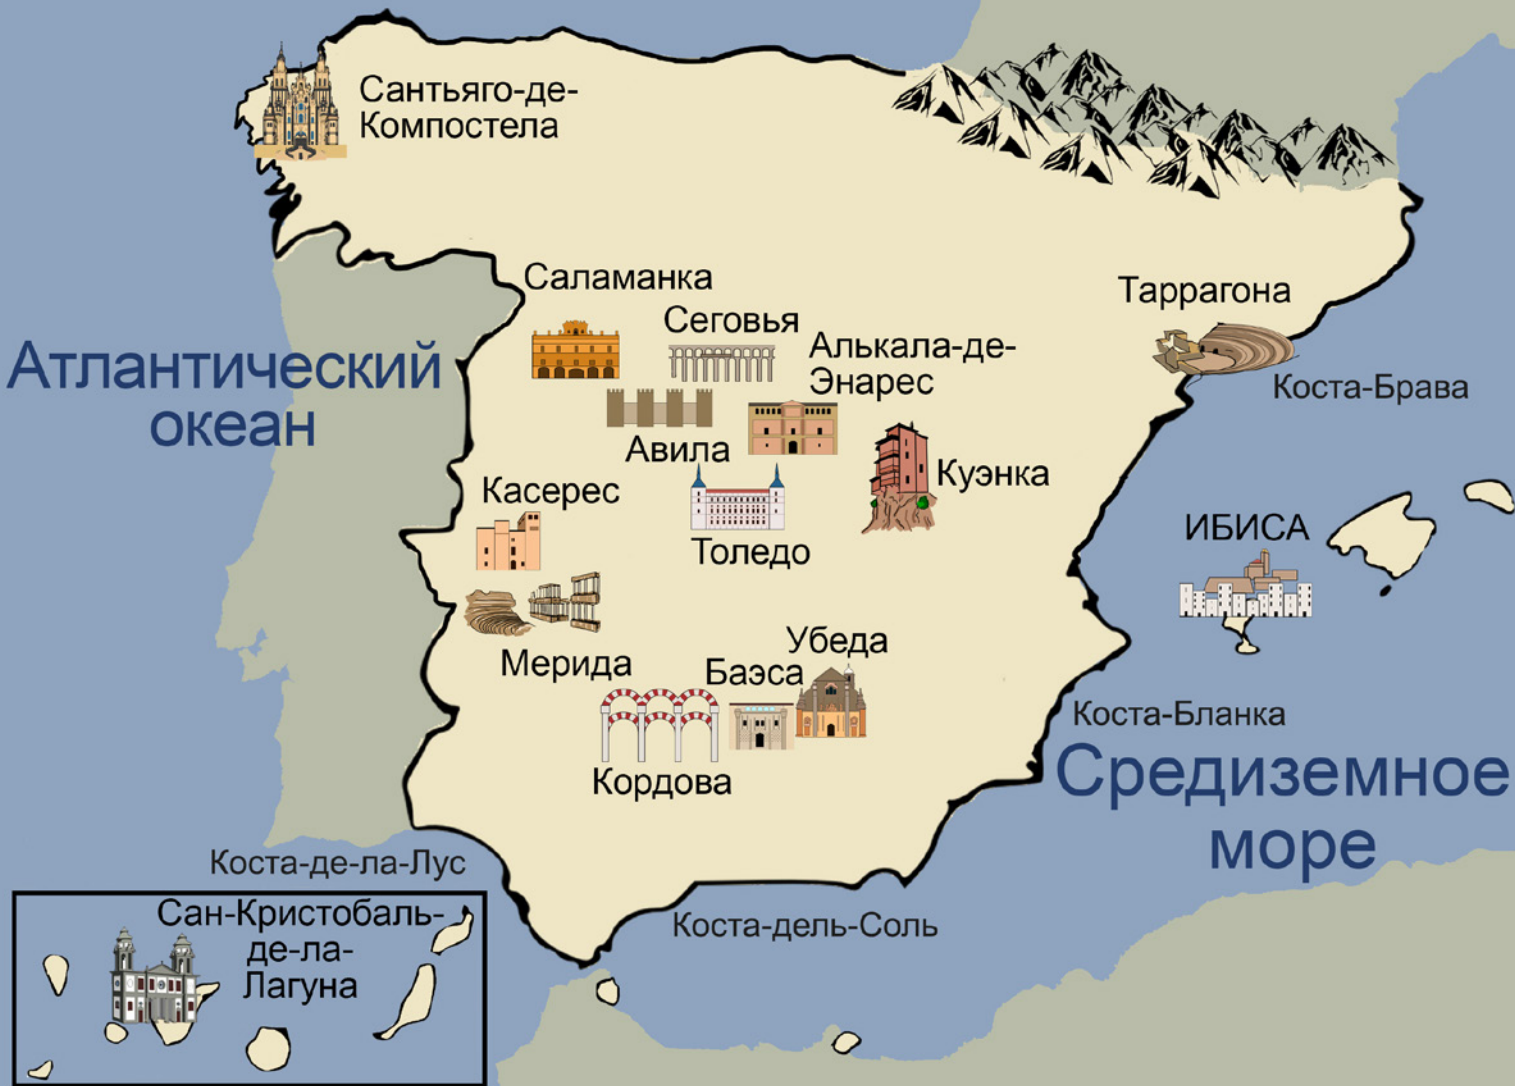 Сантьяго-де-
Компостела
Саламанка
Сеговья
Таррагона
Алькала-де-
Энарес
Атлантический
океан
Коста-Брава
Авила
Куэнка
Касерес
ИБИСА
Толедо
Убеда
Мерида
Баэса
Коста-Бланка
Кордова
Средиземное
море
Коста-де-ла-Лус
Сан-Кристобаль-
де-ла-
Лагуна
Коста-дель-Соль